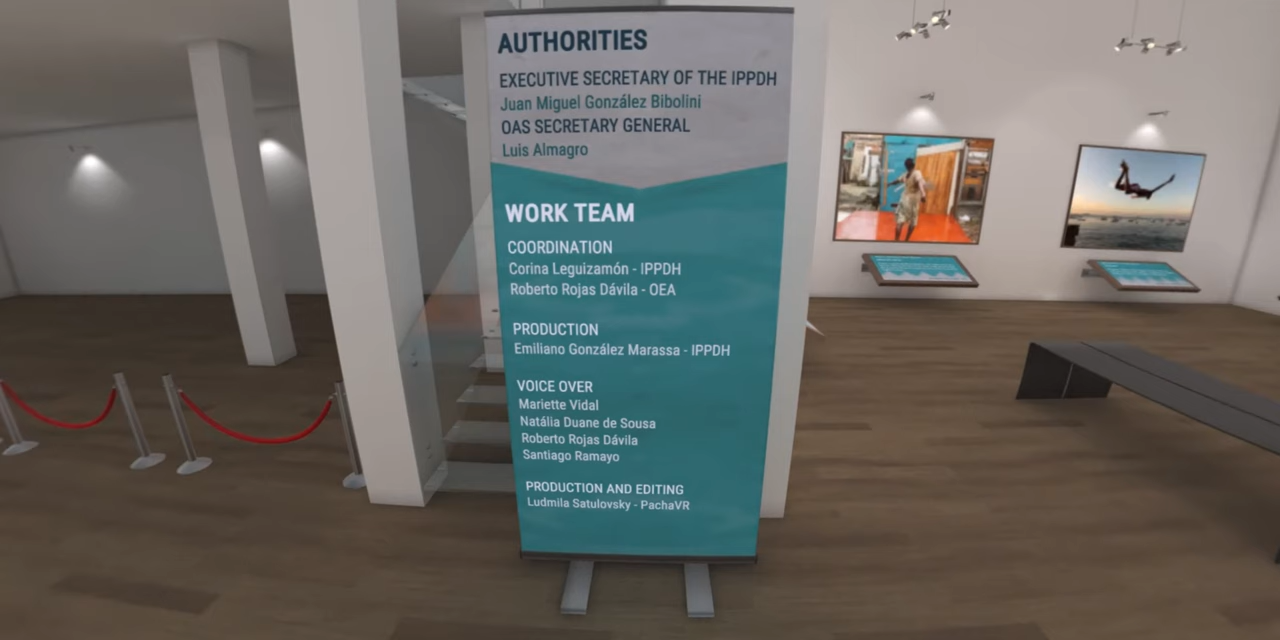 AUTHORITIES
EXECUTIVE SECRETARY OF THE IPPDH
Juan Miguel González Bibolini
OAS SECRETARY GENERAL
Luis Almagro
WORK TEAM
COORDINATION
Corina Leguizamón - IPPDH
Roberto Rojas Dávila - OEA
PRODUCTION
Emiliano González Marassa - IPPDH
VOICE OVER
Mariette Vidal
Natália Duane de Sousa
Roberto Rojas Dávila
Santiago Ramayo
PRODUCTION AND EDITING
Ludmila Satulovsky - PachaVR